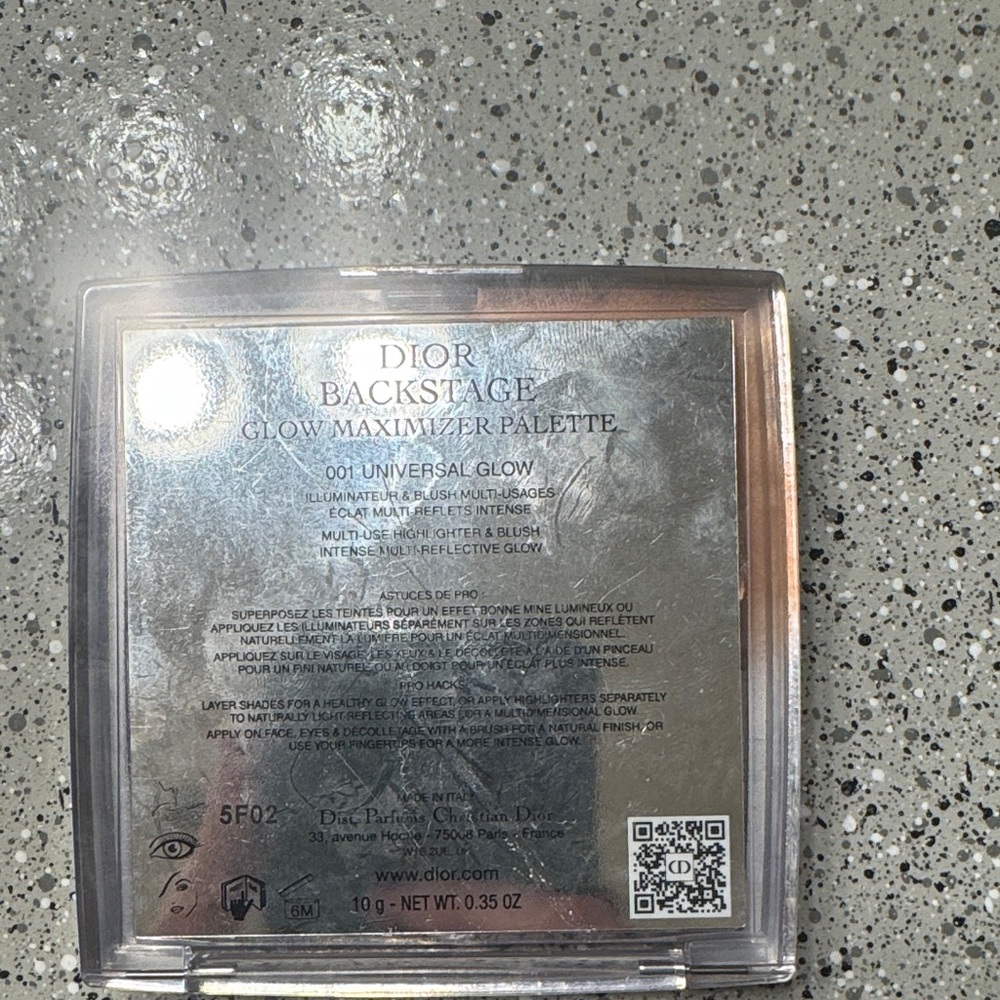 DIOR
BACKSTAGE
GLOW MAXIMIZER PALETTE
001 UNIVERSAL GLOW
ILLUMINATEUR & BLUSH MULTI-USAGES
ÉCLAT MULTI-REFLETS INTENSE
MULTI-USE HIGHLIGHTER & BLUSH
INTENSE MULTI-REFLECTIVE GLOW
ASTUCES DE PRO :
SUPERPOSEZ LES TEINTES POUR UN EFFET BONNE MINE LUMINEUX OU
APPLIQUEZ LES ILLUMINATEURS SÉPARÉMENT SUR LES ZONES QUI REFLÈTENT
NATURELLEMENT LA LUMIÈRE POUR UN ÉCLAT MULTIDIMENSIONNEL.
APPLIQUEZ SUR LE VISAGE, LES YEUX & LE DÉCOLLETÉ À L'AIDE D'UN PINCEAU
POUR UN FINI NATUREL OU AU DOIGT POUR UN ÉCLAT PLUS INTENSE.
PRO HACKS:
LAYER SHADES FOR A HEALTHY GLOW EFFECT, OR APPLY HIGHLIGHTERS SEPARATELY
TO NATURALLY LIGHT-REFLECTING AREAS FOR A MULTIDIMENSIONAL GLOW.
APPLY ON FACE, EYES & DÉCOLLETAGE WITH A BRUSH FOR A NATURAL FINISH, OR
USE YOUR FINGERTIPS FOR A MORE INTENSE GLOW.
MADE IN ITALY
5F02
Dist. Parfums Christian Dior
33, avenue Hoche - 75008 Paris - France
W1S 2UE, UK
www.dior.com
6M
10 g - NET WT. 0.35 OZ
CD